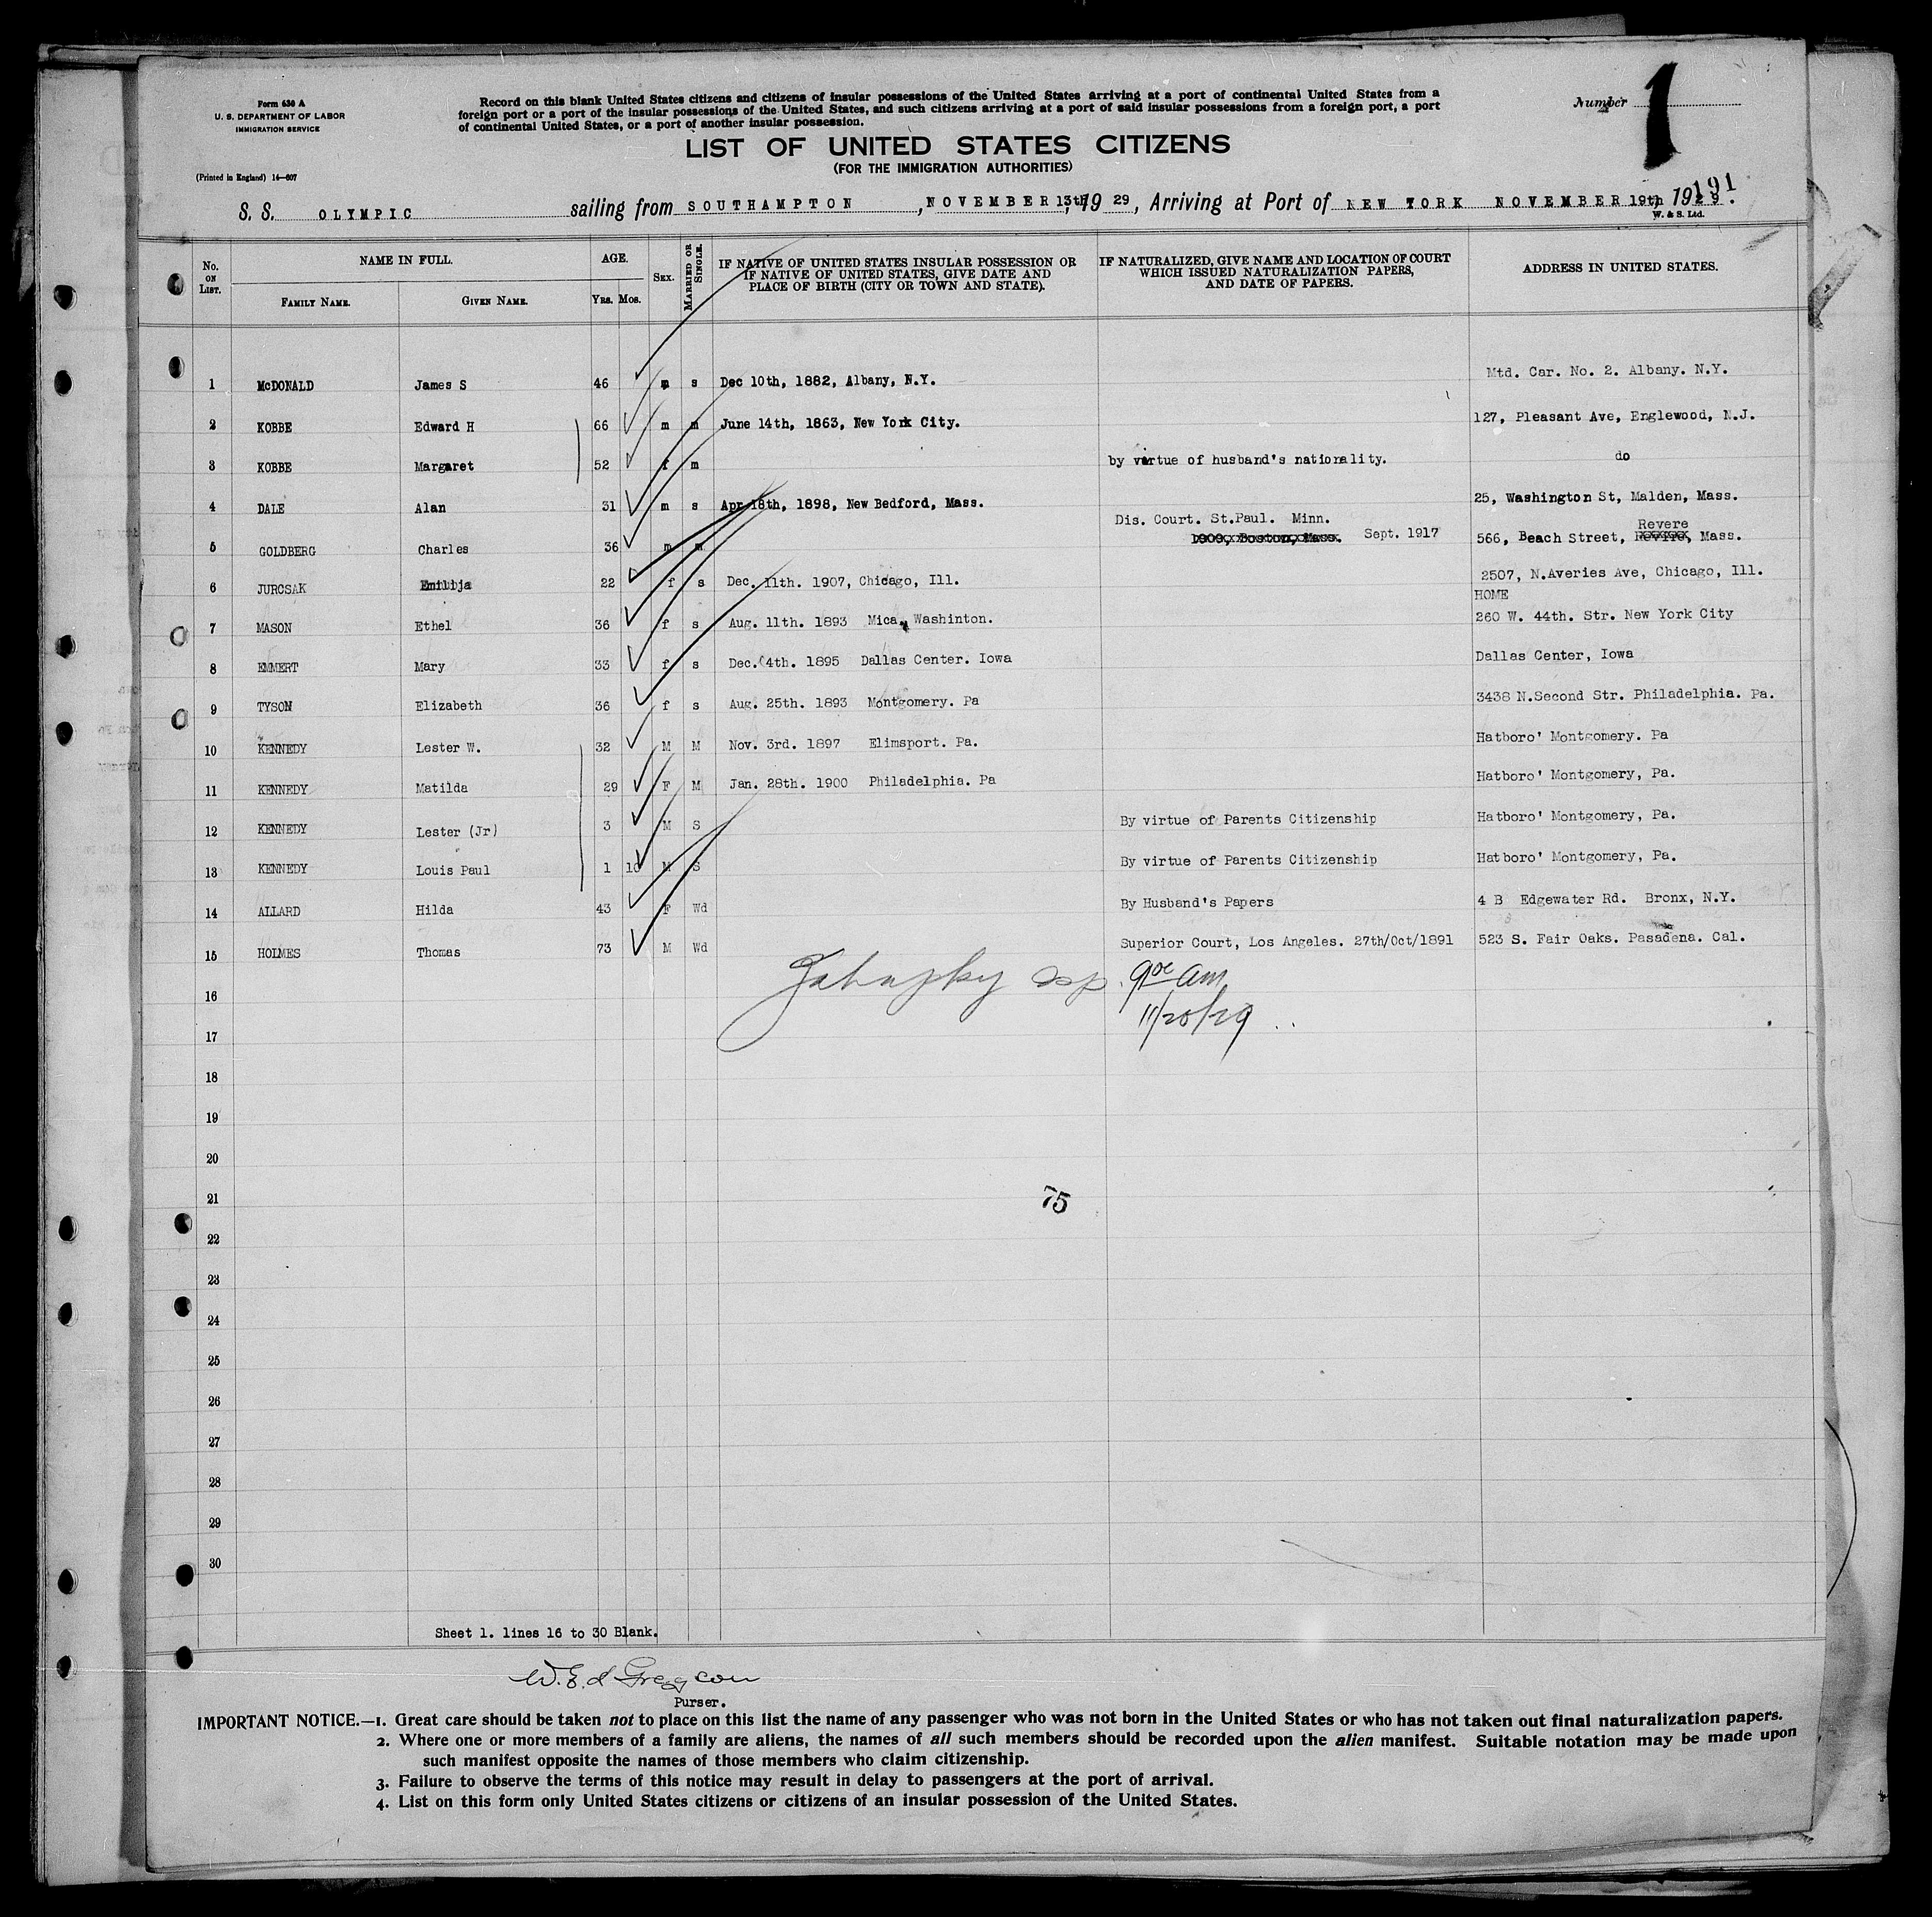 Form 630 A
U. S. DEPARTMENT OF LABOR
IMMIGRATION SERVICE
(Printed in England) 14—607
Record on this blank United States citizens and citizens of insular possessions of the United States arriving at a port of continental United States from a
foreign port or a port of the insular possessions of the United States, and such citizens arriving at a port of said insular possessions from a foreign port, a port
of continental United States, or a port of another insular possession.
Number 1
LIST OF UNITED STATES CITIZENS
(FOR THE IMMIGRATION AUTHORITIES)
191
S. S. OLYMPIC sailing from SOUTHAMPTON, NOVEMBER 13th, 19 29, Arriving at Port of NEW YORK NOVEMBER 19th 1929.
W. & S. Ltd.
No. ON LIST. NAME IN FULL. AGE. SEX. MARRIED OR SINGLE. IF NATIVE OF UNITED STATES INSULAR POSSESSION OR IF NATIVE OF UNITED STATES, GIVE DATE AND PLACE OF BIRTH (CITY OR TOWN AND STATE). IF NATURALIZED, GIVE NAME AND LOCATION OF COURT WHICH ISSUED NATURALIZATION PAPERS, AND DATE OF PAPERS. ADDRESS IN UNITED STATES.
FAMILY NAME. GIVEN NAME. YRS. MOS.
1 McDONALD James S 46 m s Dec 10th, 1882, Albany, N.Y. Mtd. Car. No. 2. Albany. N.Y.
2 KOBBE Edward H 66 m m June 14th, 1863, New York City. 127, Pleasant Ave, Englewood, N.J.
3 KOBBE Margaret 52 f m by virtue of husband's nationality. do
4 DALE Alan 31 m s Apr 18th, 1898, New Bedford, Mass. 25, Washington St, Malden, Mass.
Dis. Court. St.Paul. Minn. Revere
5 GOLDBERG Charles 36 m m 1909, Boston, Mass. Sept. 1917 566, Beach Street, Mass.
6 JURCSAK Emilija 22 f s Dec. 11th. 1907, Chicago, Ill. 2507, N.Averies Ave, Chicago, Ill.
HOME
7 MASON Ethel 36 f s Aug. 11th. 1893 Mica, Washinton. 260 W. 44th. Str. New York City
8 EMMERT Mary 33 f s Dec. 4th. 1895 Dallas Center. Iowa Dallas Center, Iowa
9 TYSON Elizabeth 36 f s Aug. 25th. 1893 Montgomery. Pa 3438 N.Second Str. Philadelphia. Pa.
10 KENNEDY Lester W. 32 M M Nov. 3rd. 1897 Elimsport. Pa. Hatboro' Montgomery. Pa
11 KENNEDY Matilda 29 F M Jan. 28th. 1900 Philadelphia. Pa Hatboro' Montgomery, Pa.
12 KENNEDY Lester (Jr) 3 M S By virtue of Parents Citizenship Hatboro' Montgomery, Pa.
13 KENNEDY Louis Paul 1 10 M S By virtue of Parents Citizenship Hatboro' Montgomery, Pa.
14 ALLARD Hilda 43 F Wd By Husband's Papers 4 B Edgewater Rd. Bronx, N.Y.
15 HOLMES Thomas 73 M Wd Superior Court, Los Angeles. 27th/Oct/1891 523 S. Fair Oaks. Pasadena. Cal.
16 am
17 11/20/29
18
19
20
21 75
22
23
24
25
26
27
28
29
30
Sheet 1. lines 16 to 30 Blank.
Purser.
IMPORTANT NOTICE.—1. Great care should be taken not to place on this list the name of any passenger who was not born in the United States or who has not taken out final naturalization papers.
2. Where one or more members of a family are aliens, the names of all such members should be recorded upon the alien manifest. Suitable notation may be made upon
such manifest opposite the names of those members who claim citizenship.
3. Failure to observe the terms of this notice may result in delay to passengers at the port of arrival.
4. List on this form only United States citizens or citizens of an insular possession of the United States.